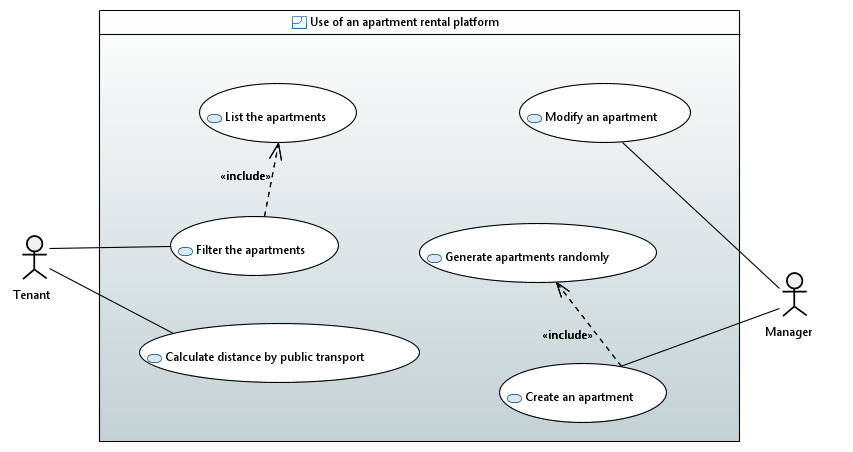 Use of an apartment rental platform
List the apartments
Modify an apartment
«include»
Filter the apartments
Generate apartments randomly
Tenant
Manager
«include»
Calculate distance by public transport
Create an apartment